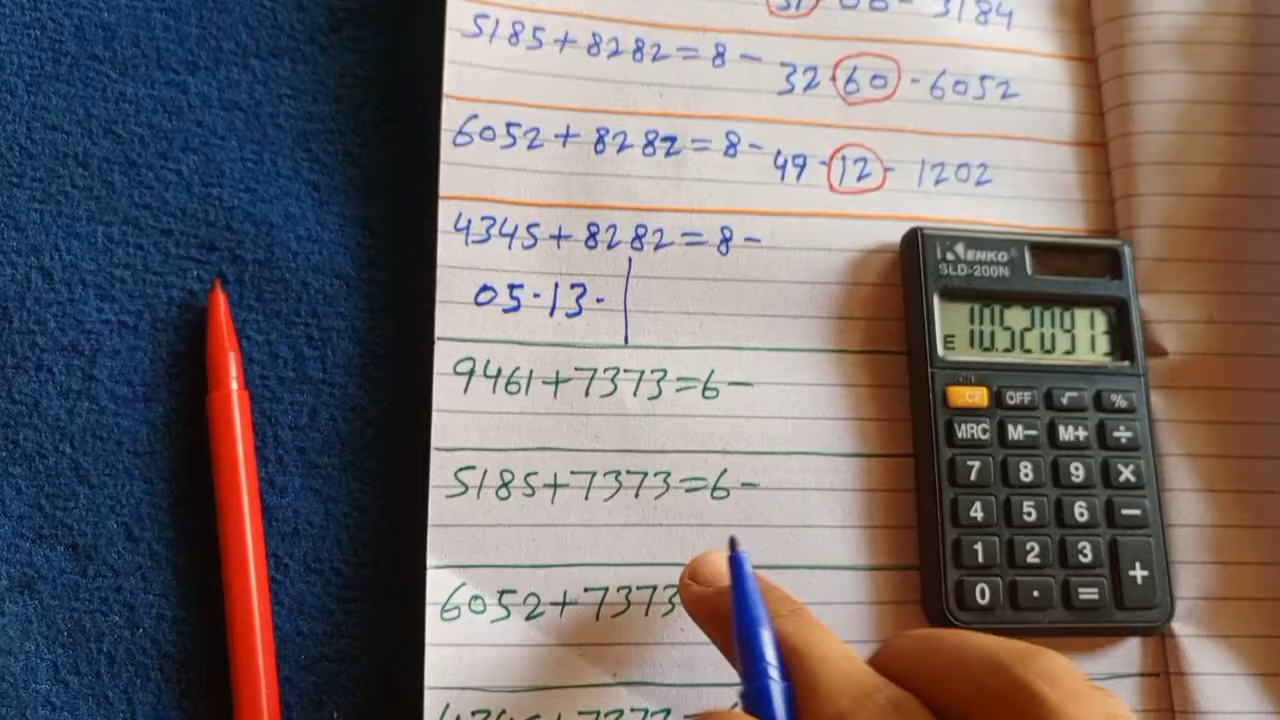 - 3184
5185+8282=8- 32·60·6052
6052+8282=8- 49·12- 1202
4345+8282=8-
05·13·
9461+7373=6-
5185+7373=6-
6052+7373
KENKO
SLD-200N
E 10.52091
OFF √ %
MRC M− M+ ÷
7 8 9 ×
4 5 6 −
1 2 3 +
0 · =